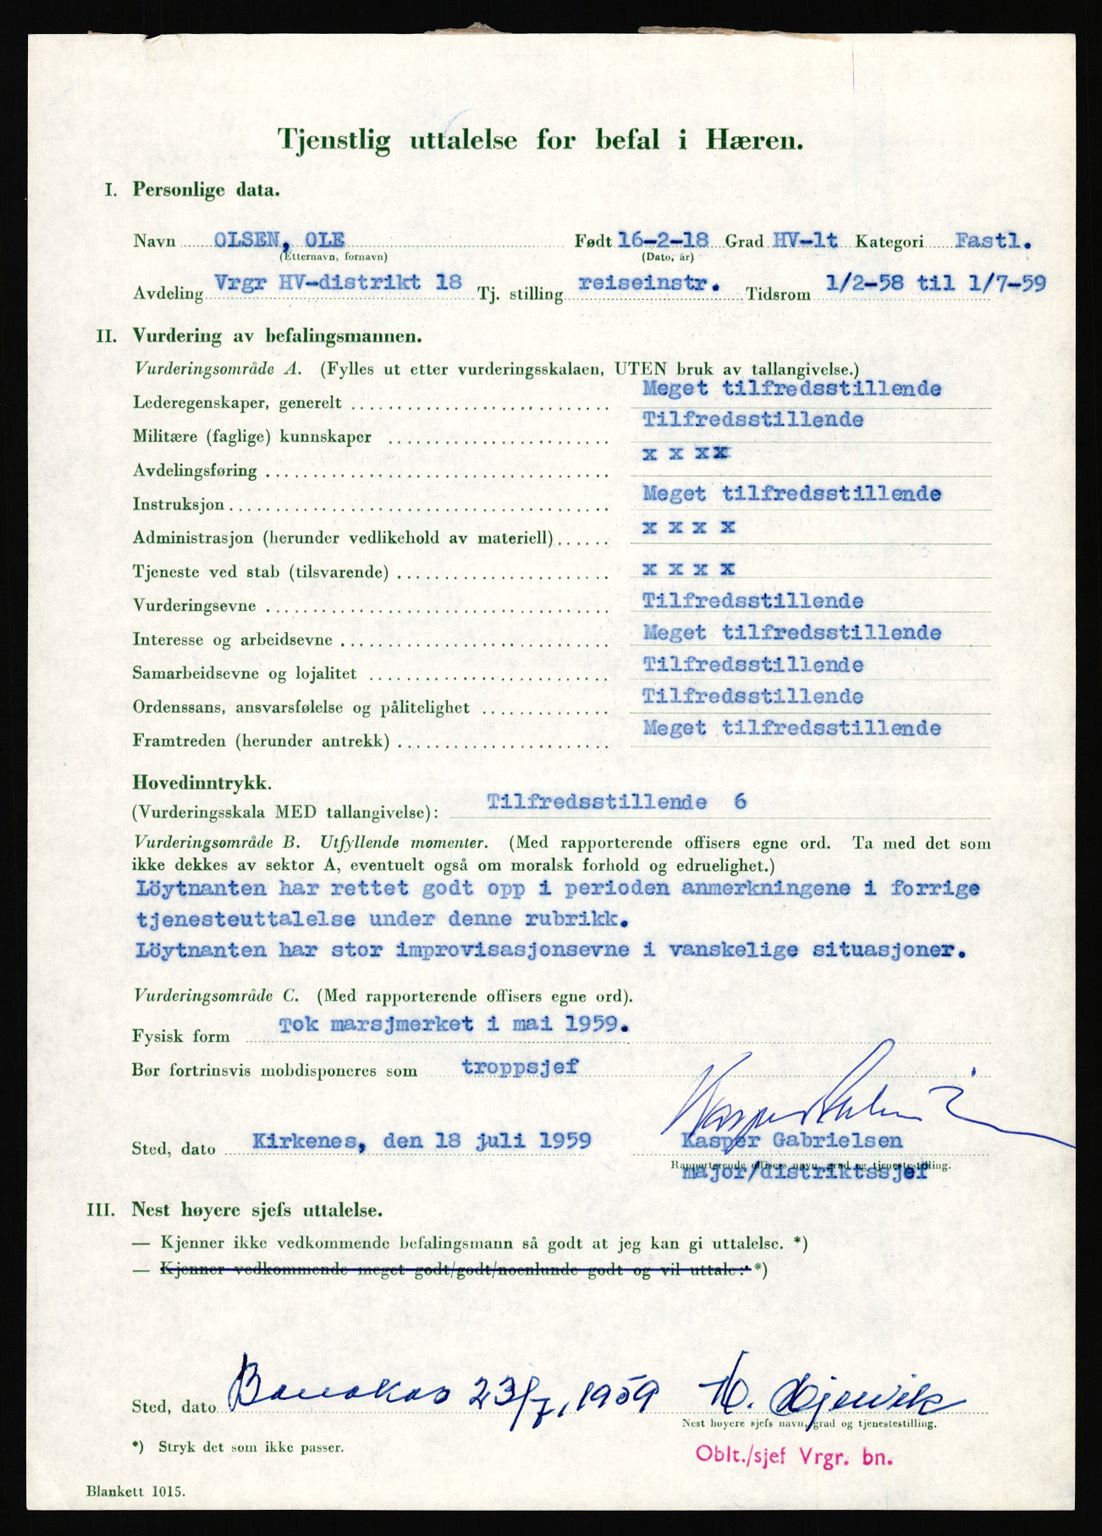 Tjenstlig uttalelse for befal i Hæren.
I. Personlige data.
Navn OLSEN, OLE Født 16-2-18 Grad HV-lt Kategori Fastl.
(Etternavn, fornavn) (Dato, år)
Avdeling Vrgr HV-distrikt 18 Tj. stilling reiseinstr. Tidsrom 1/2-58 til 1/7-59
II. Vurdering av befalingsmannen.
Vurderingsområde A. (Fylles ut etter vurderingsskalaen, UTEN bruk av tallangivelse.)
Lederegenskaper, generelt Meget tilfredsstillende
Militære (faglige) kunnskaper Tilfredsstillende
Avdelingsføring x x xx
Instruksjon Meget tilfredsstillende
Administrasjon (herunder vedlikehold av materiell) x x x x
Tjeneste ved stab (tilsvarende) x x x x
Vurderingsevne Tilfredsstillende
Interesse og arbeidsevne Meget tilfredsstillende
Samarbeidsevne og lojalitet Tilfredsstillende
Ordenssans, ansvarsfølelse og pålitelighet Tilfredsstillende
Framtreden (herunder antrekk) Meget tilfredsstillende
Hovedinntrykk.
(Vurderingsskala MED tallangivelse): Tilfredsstillende 6
Vurderingsområde B. Utfyllende momenter. (Med rapporterende offisers egne ord. Ta med det som
ikke dekkes av sektor A, eventuelt også om moralsk forhold og edruelighet.)
Löytnanten har rettet godt opp i perioden anmerkningene i forrige
tjenesteuttalelse under denne rubrikk.
Löytnanten har stor improvisasjonsevne i vanskelige situasjoner.
Vurderingsområde C. (Med rapporterende offisers egne ord).
Fysisk form Tok marsjmerket i mai 1959.
Bør fortrinsvis mobdisponeres som troppsjef
Sted, dato Kirkenes, den 18 juli 1959 Kasper Gabrielsen
Rapporterende offisers navn, grad og tjenestestilling.
major/distriktssjef
III. Nest høyere sjefs uttalelse.
— Kjenner ikke vedkommende befalingsmann så godt at jeg kan gi uttalelse. *)
— Kjenner vedkommende meget godt/godt/noenlunde godt og vil uttale: *)
Sted, dato Banakas 23/7, 1959
Nest høyere sjefs navn, grad og tjenestestilling.
*) Stryk det som ikke passer.
Oblt./sjef Vrgr. bn.
Blankett 1015.